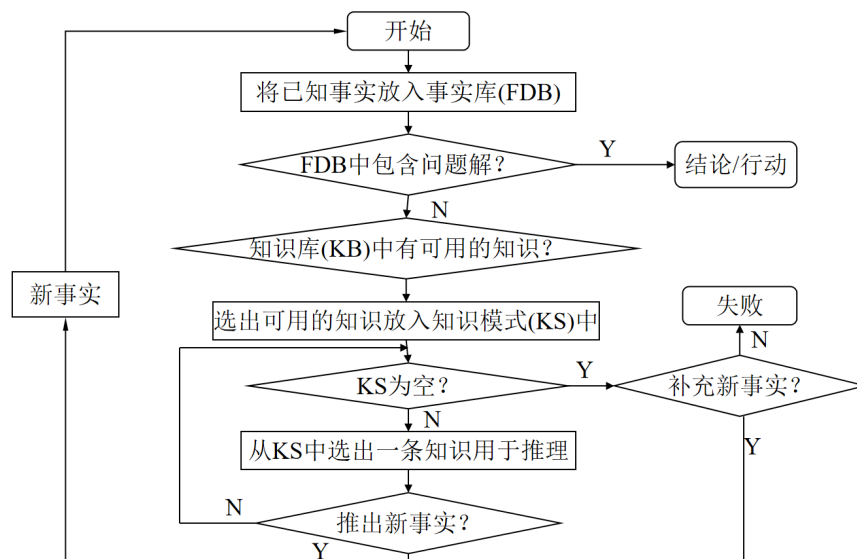 开始
将已知事实放入事实库(FDB)
FDB中包含问题解?
Y
结论/行动
N
知识库(KB)中有可用的知识?
新事实
选出可用的知识放入知识模式(KS)中
失败
N
KS为空?
Y
补充新事实?
N
Y
从KS中选出一条知识用于推理
N
推出新事实?
Y